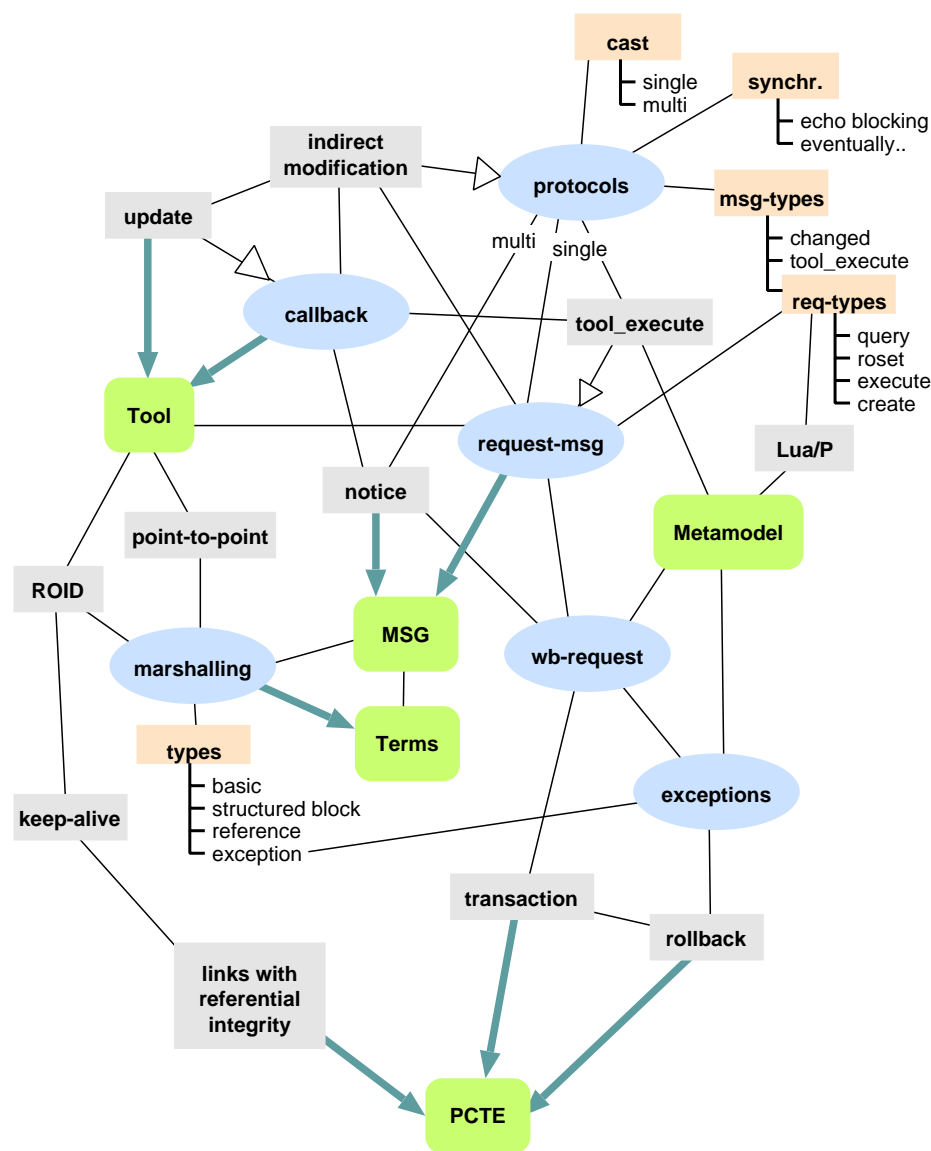 cast
single
multi
synchr.
echo blocking
eventually..
indirect
modification
protocols
msg-types
changed
tool_execute
req-types
query
roset
execute
create
update
multi
single
callback
tool_execute
Tool
request-msg
Lua/P
notice
Metamodel
point-to-point
ROID
MSG
wb-request
marshalling
Terms
types
basic
structured block
reference
exception
exceptions
keep-alive
transaction
rollback
links with
referential
integrity
PCTE